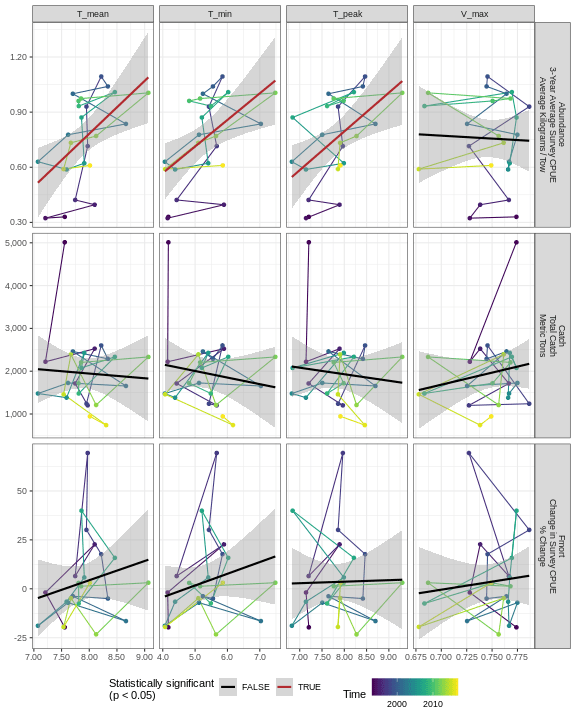 T_mean T_min T_peak V_max
1.20
0.90
0.60
0.30
Abundance
3-Year Average Survey CPUE
Average Kilograms / Tow
5,000
4,000
3,000
2,000
1,000
Catch
Total Catch
Metric Tons
50
25
0
-25
Fmort
Change in Survey CPUE
% Change
7.00 7.50 8.00 8.50 9.00 4.0 5.0 6.0 7.0 7.00 7.50 8.00 8.50 9.00 0.675 0.700 0.725 0.750 0.775
Statistically significant
(p < 0.05)
FALSE TRUE
Time
2000 2010